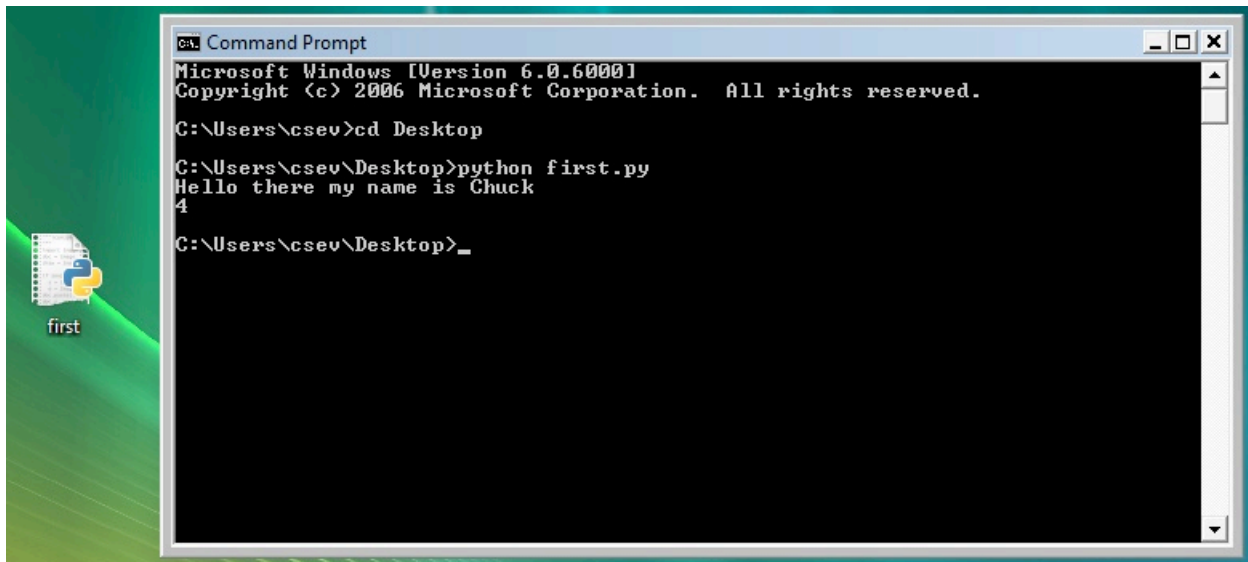 Command Prompt
Microsoft Windows [Version 6.0.6000]
Copyright (c) 2006 Microsoft Corporation.  All rights reserved.
C:\Users\csev>cd Desktop
C:\Users\csev\Desktop>python first.py
Hello there my name is Chuck
4
C:\Users\csev\Desktop>_
first